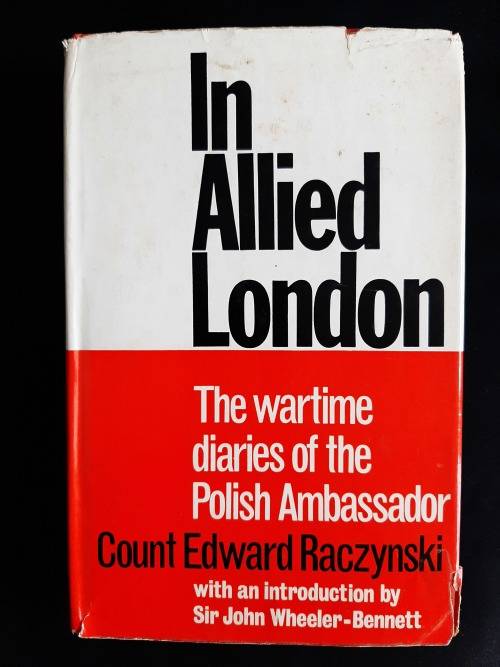 In
Allied
London
The wartime
diaries of the
Polish Ambassador
Count Edward Raczynski
with an introduction by
Sir John Wheeler-Bennett